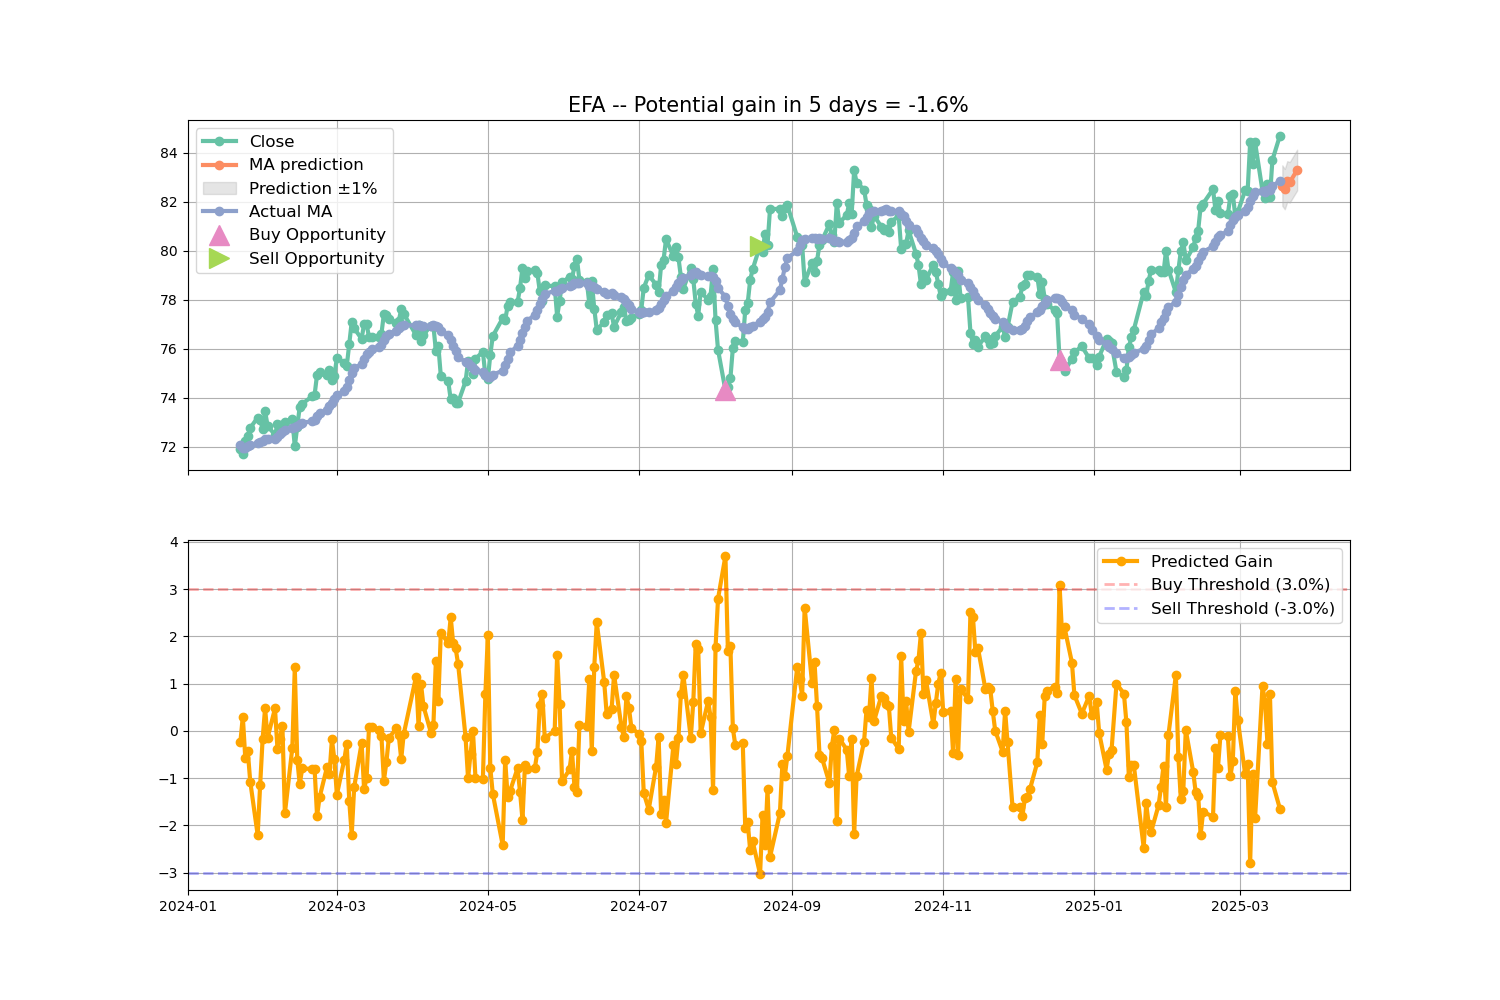 EFA -- Potential gain in 5 days = -1.6%
84
82
80
78
76
74
72
Close
MA prediction
Prediction ±1%
Actual MA
Buy Opportunity
Sell Opportunity
4
3
2
1
0
−1
−2
−3
Predicted Gain
Buy Threshold (3.0%)
Sell Threshold (-3.0%)
2024-01
2024-03
2024-05
2024-07
2024-09
2024-11
2025-01
2025-03